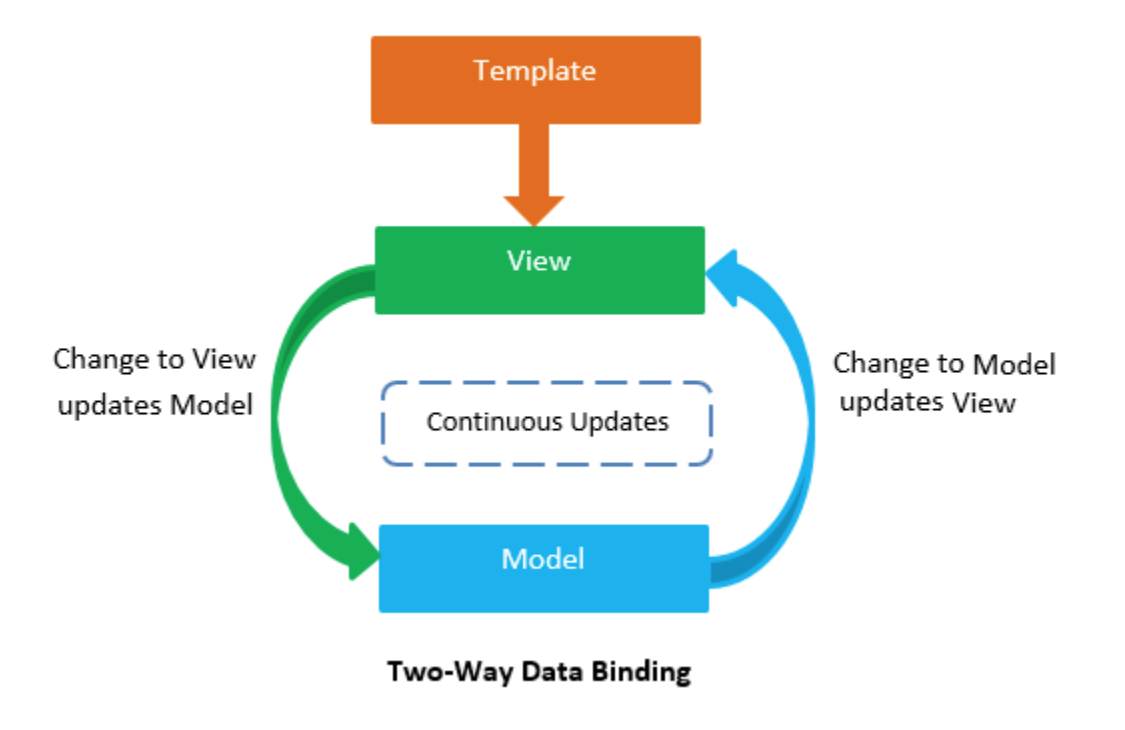 Template
View
Change to View
updates Model
Continuous Updates
Change to Model
updates View
Model
Two-Way Data Binding